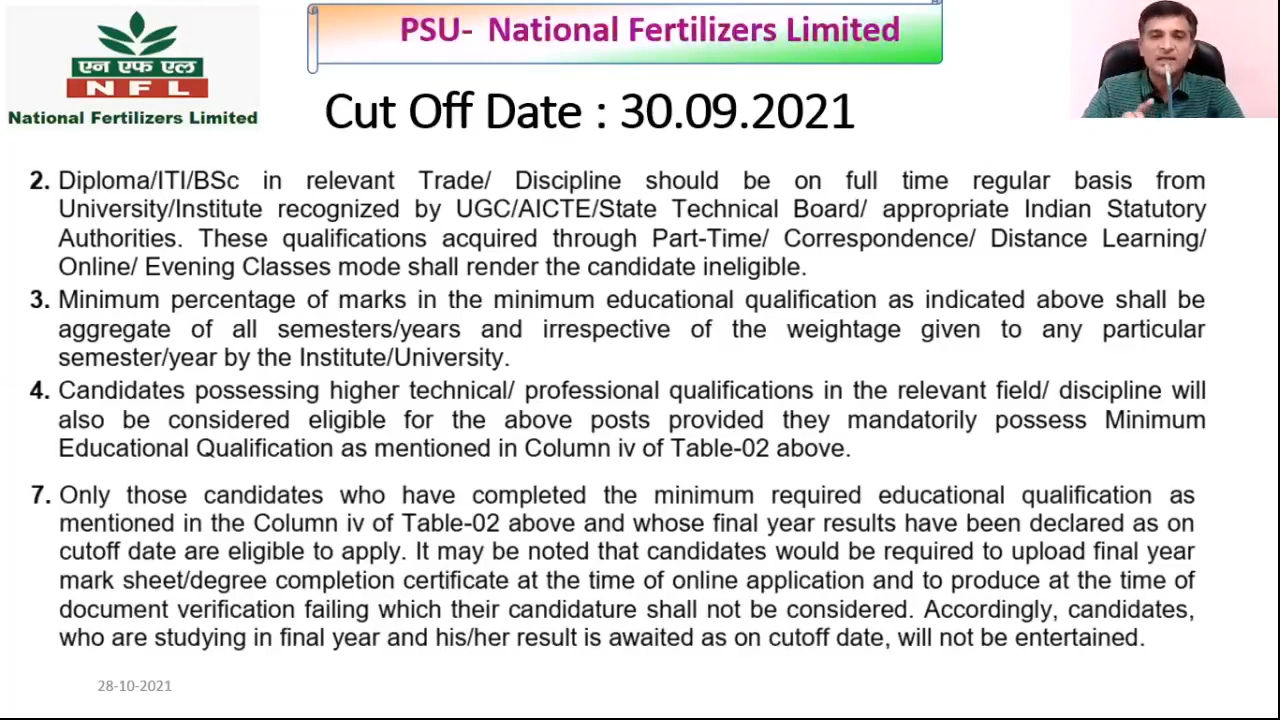 PSU- National Fertilizers Limited
एन एफ एल
NFL
National Fertilizers Limited
Cut Off Date : 30.09.2021
2. Diploma/ITI/BSc in relevant Trade/ Discipline should be on full time regular basis from
University/Institute recognized by UGC/AICTE/State Technical Board/ appropriate Indian Statutory
Authorities. These qualifications acquired through Part-Time/ Correspondence/ Distance Learning/
Online/ Evening Classes mode shall render the candidate ineligible.
3. Minimum percentage of marks in the minimum educational qualification as indicated above shall be
aggregate of all semesters/years and irrespective of the weightage given to any particular
semester/year by the Institute/University.
4. Candidates possessing higher technical/ professional qualifications in the relevant field/ discipline will
also be considered eligible for the above posts provided they mandatorily possess Minimum
Educational Qualification as mentioned in Column iv of Table-02 above.
7. Only those candidates who have completed the minimum required educational qualification as
mentioned in the Column iv of Table-02 above and whose final year results have been declared as on
cutoff date are eligible to apply. It may be noted that candidates would be required to upload final year
mark sheet/degree completion certificate at the time of online application and to produce at the time of
document verification failing which their candidature shall not be considered. Accordingly, candidates,
who are studying in final year and his/her result is awaited as on cutoff date, will not be entertained.
28-10-2021